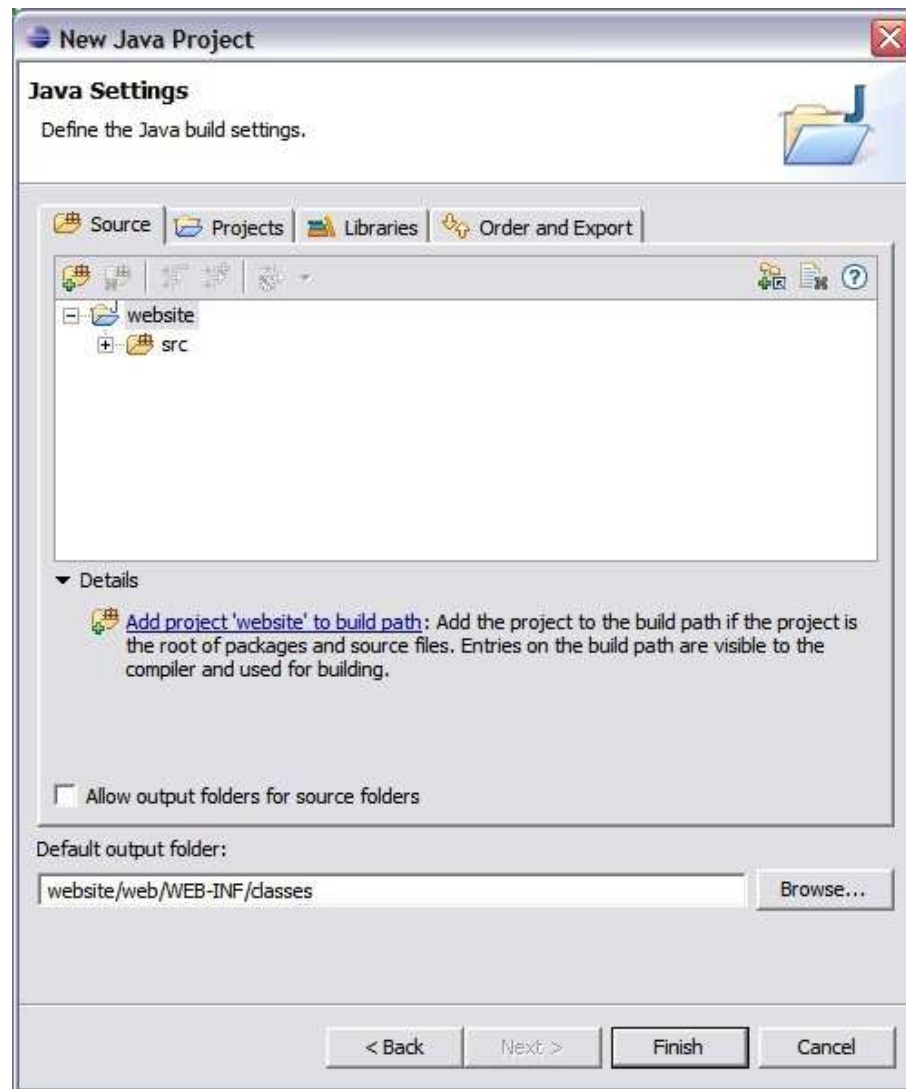 New Java Project
Java Settings
Define the Java build settings.
Source
Projects
Libraries
Order and Export
website
src
Details
Add project 'website' to build path: Add the project to the build path if the project is
the root of packages and source files. Entries on the build path are visible to the
compiler and used for building.
Allow output folders for source folders
Default output folder:
website/web/WEB-INF/classes
Browse...
< Back
Next >
Finish
Cancel